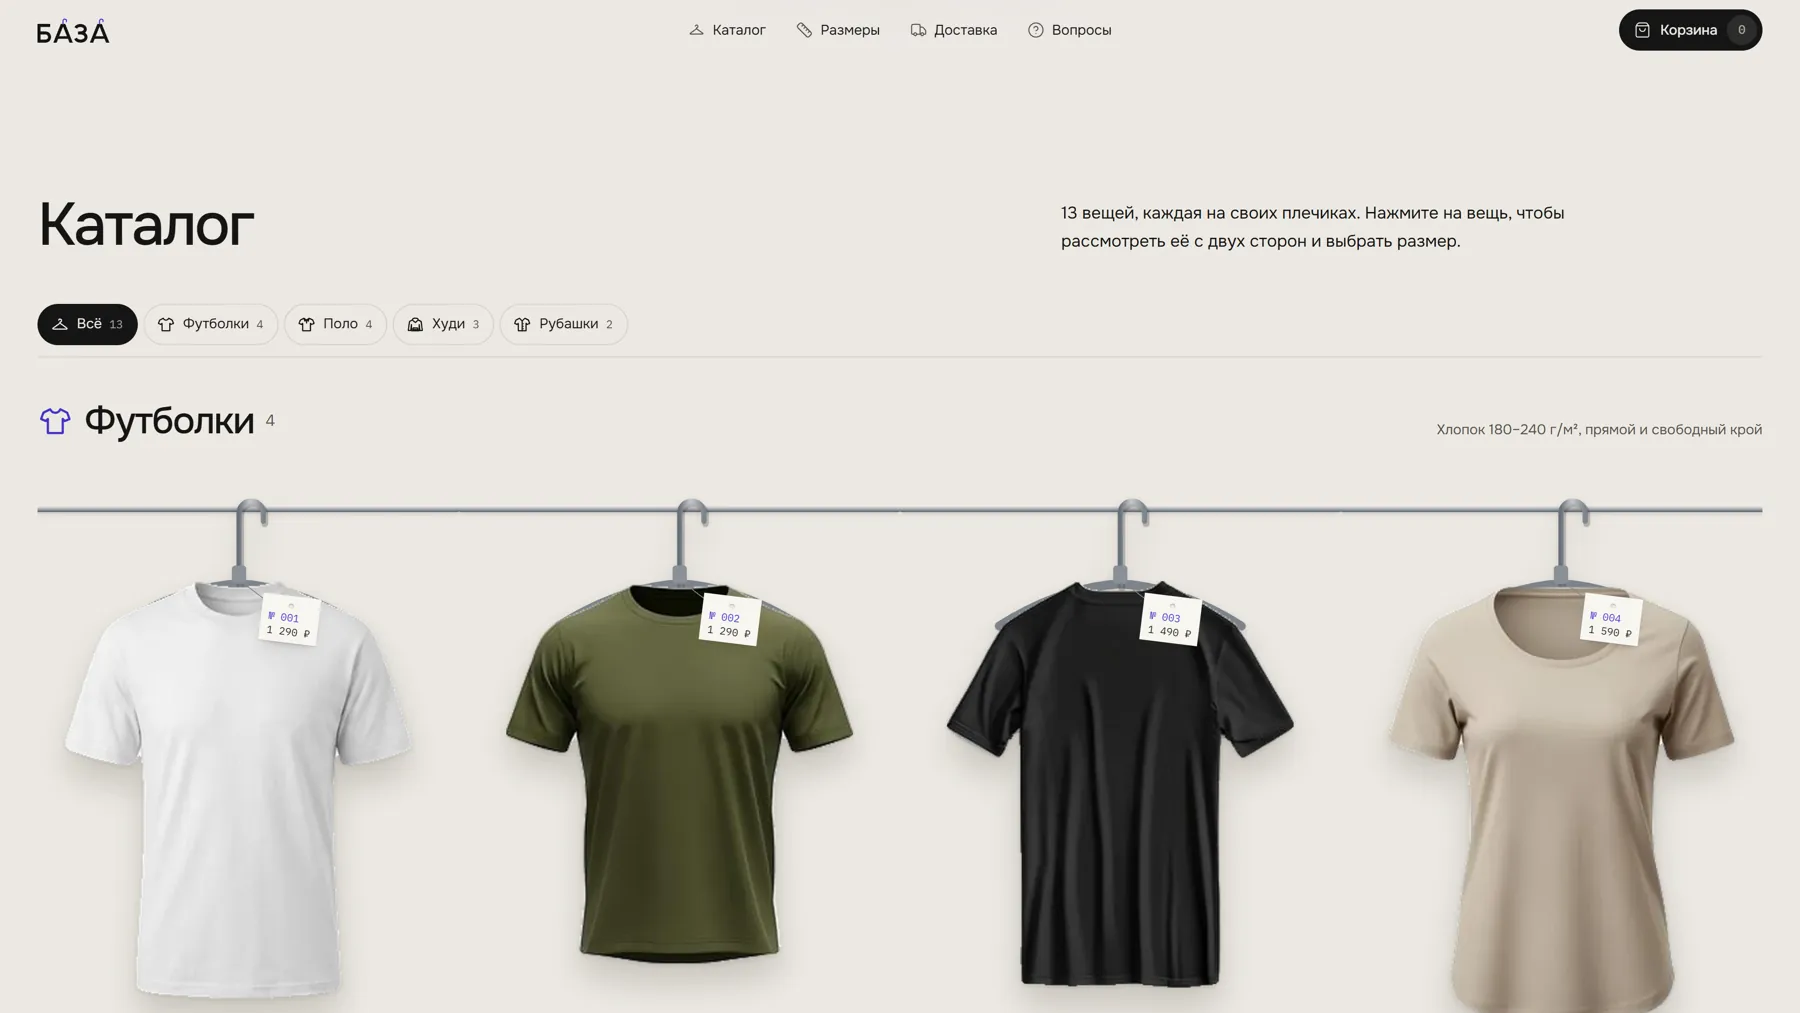 БАЗА
Каталог
Размеры
Доставка
Вопросы
Корзина 0
Каталог
13 вещей, каждая на своих плечиках. Нажмите на вещь, чтобы
рассмотреть её с двух сторон и выбрать размер.
Всё 13
Футболки 4
Поло 4
Худи 3
Рубашки 2
Футболки 4
Хлопок 180–240 г/м², прямой и свободный крой
№ 001
1 290 ₽
№ 002
1 290 ₽
№ 003
1 490 ₽
№ 004
1 590 ₽